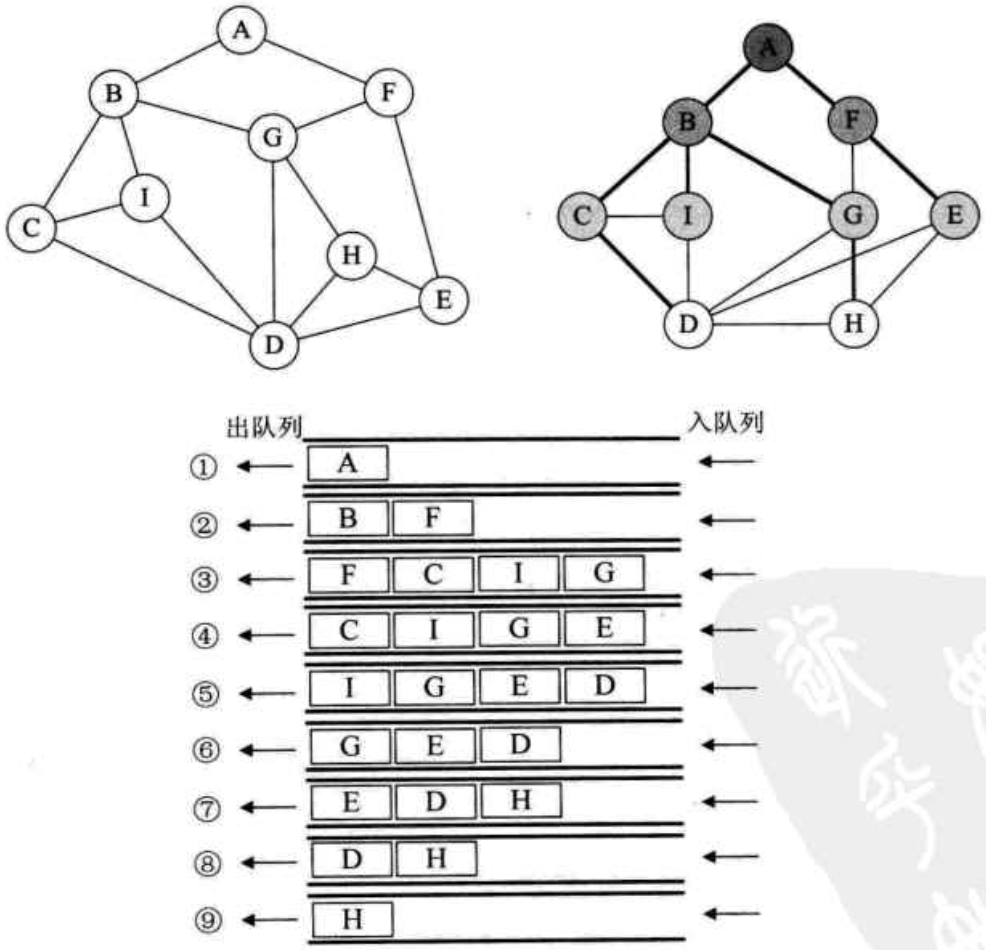 A
B
F
G
I
C
H
E
D
A
B
F
C
I
G
E
D
H
出队列 入队列
① A
② B F
③ F C I G
④ C I G E
⑤ I G E D
⑥ G E D
⑦ E D H
⑧ D H
⑨ H